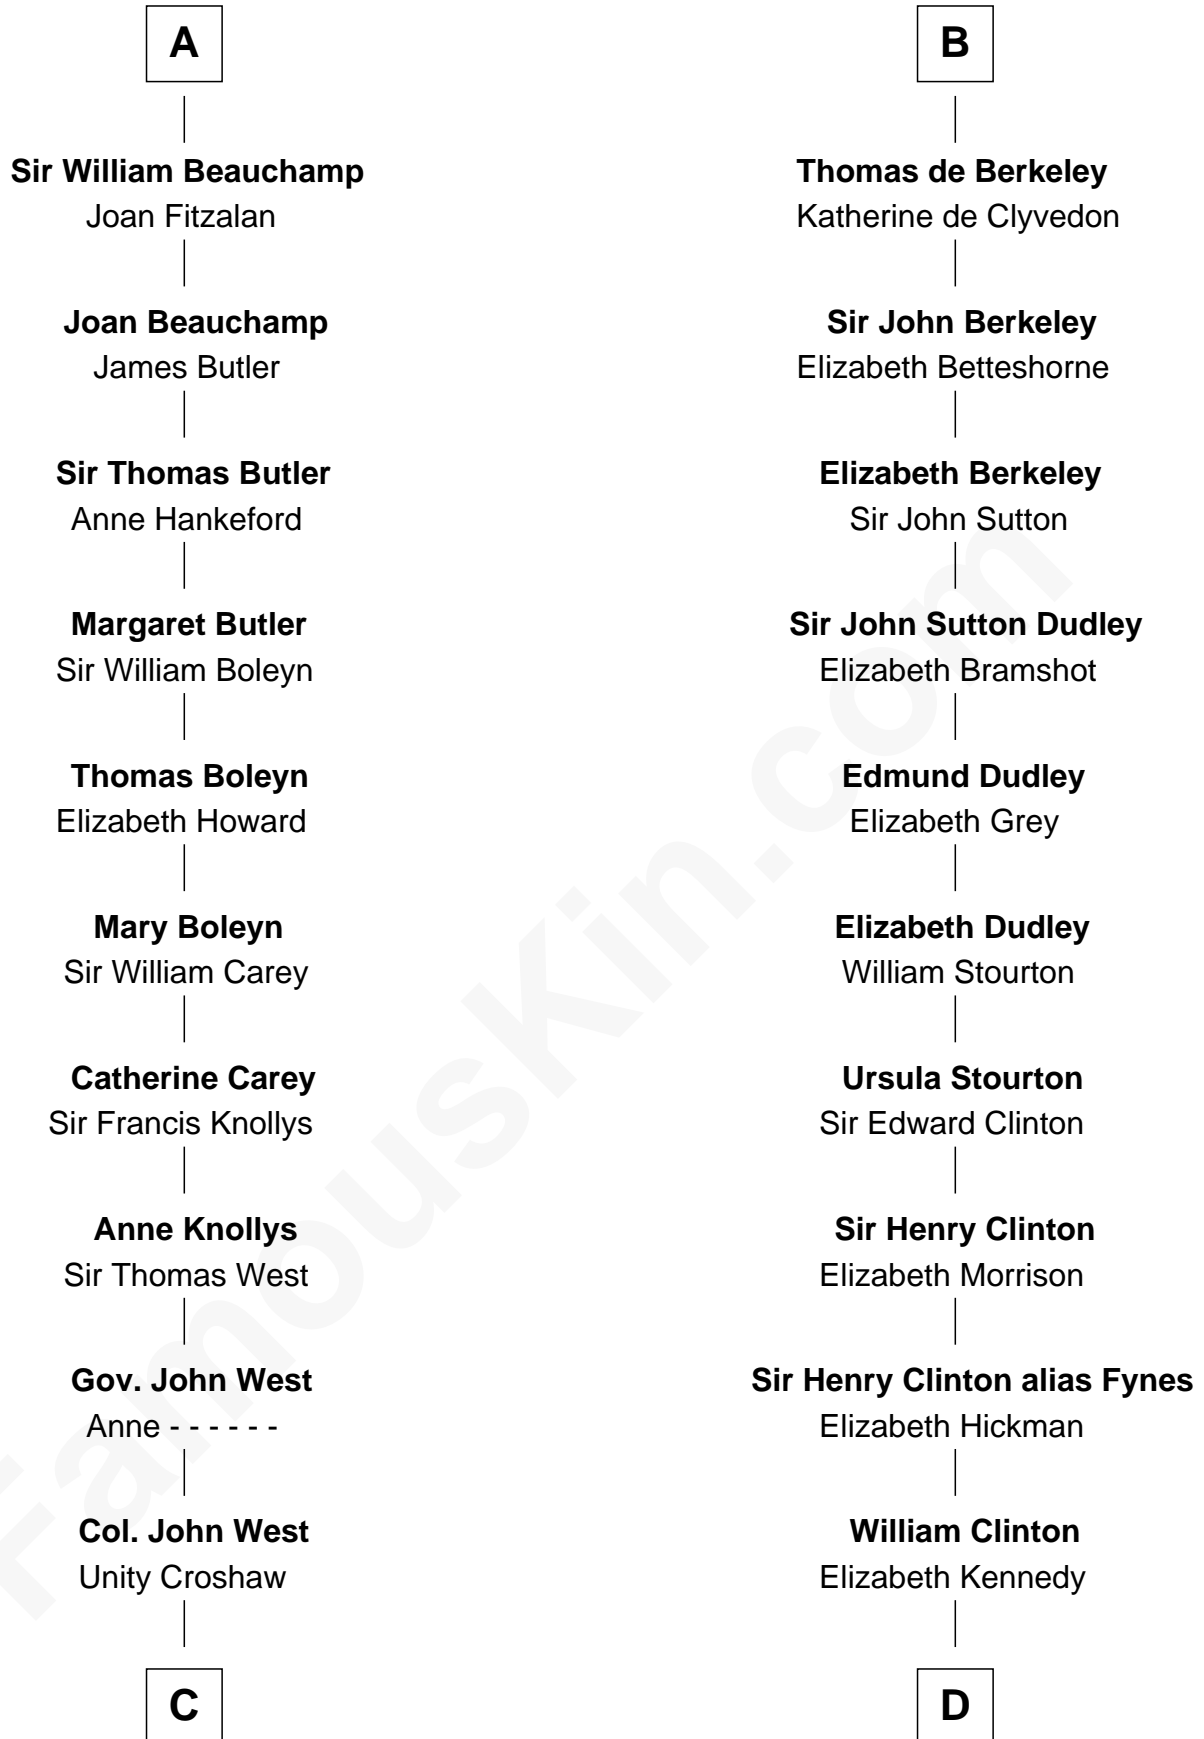 A
Sir William Beauchamp
Joan Fitzalan
Joan Beauchamp
James Butler
Sir Thomas Butler
Anne Hankeford
Margaret Butler
Sir William Boleyn
Thomas Boleyn
Elizabeth Howard
Mary Boleyn
Sir William Carey
Catherine Carey
Sir Francis Knollys
Anne Knollys
Sir Thomas West
Gov. John West
Anne - - - - - -
Col. John West
Unity Croshaw
C
B
Thomas de Berkeley
Katherine de Clyvedon
Sir John Berkeley
Elizabeth Betteshorne
Elizabeth Berkeley
Sir John Sutton
Sir John Sutton Dudley
Elizabeth Bramshot
Edmund Dudley
Elizabeth Grey
Elizabeth Dudley
William Stourton
Ursula Stourton
Sir Edward Clinton
Sir Henry Clinton
Elizabeth Morrison
Sir Henry Clinton alias Fynes
Elizabeth Hickman
William Clinton
Elizabeth Kennedy
D
FamousKin.com